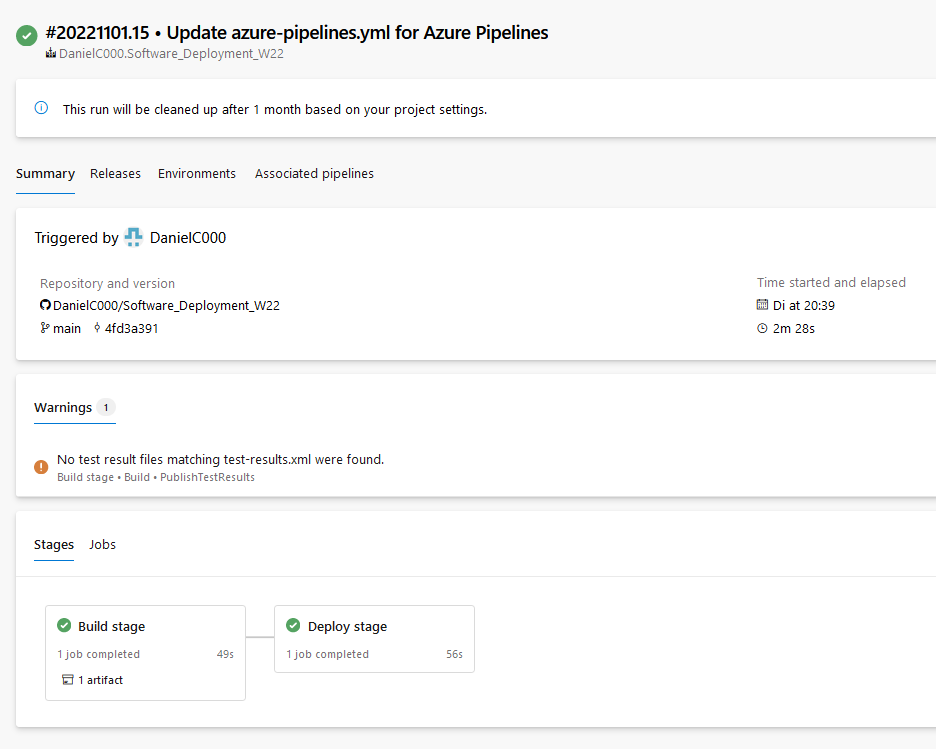 #20221101.15 • Update azure-pipelines.yml for Azure Pipelines
DanielC000.Software_Deployment_W22
This run will be cleaned up after 1 month based on your project settings.
Summary Releases Environments Associated pipelines
Triggered by DanielC000
Repository and version
DanielC000/Software_Deployment_W22
main 4fd3a391
Time started and elapsed
Di at 20:39
2m 28s
Warnings 1
No test result files matching test-results.xml were found.
Build stage • Build • PublishTestResults
Stages Jobs
Build stage
1 job completed 49s
1 artifact
Deploy stage
1 job completed 56s